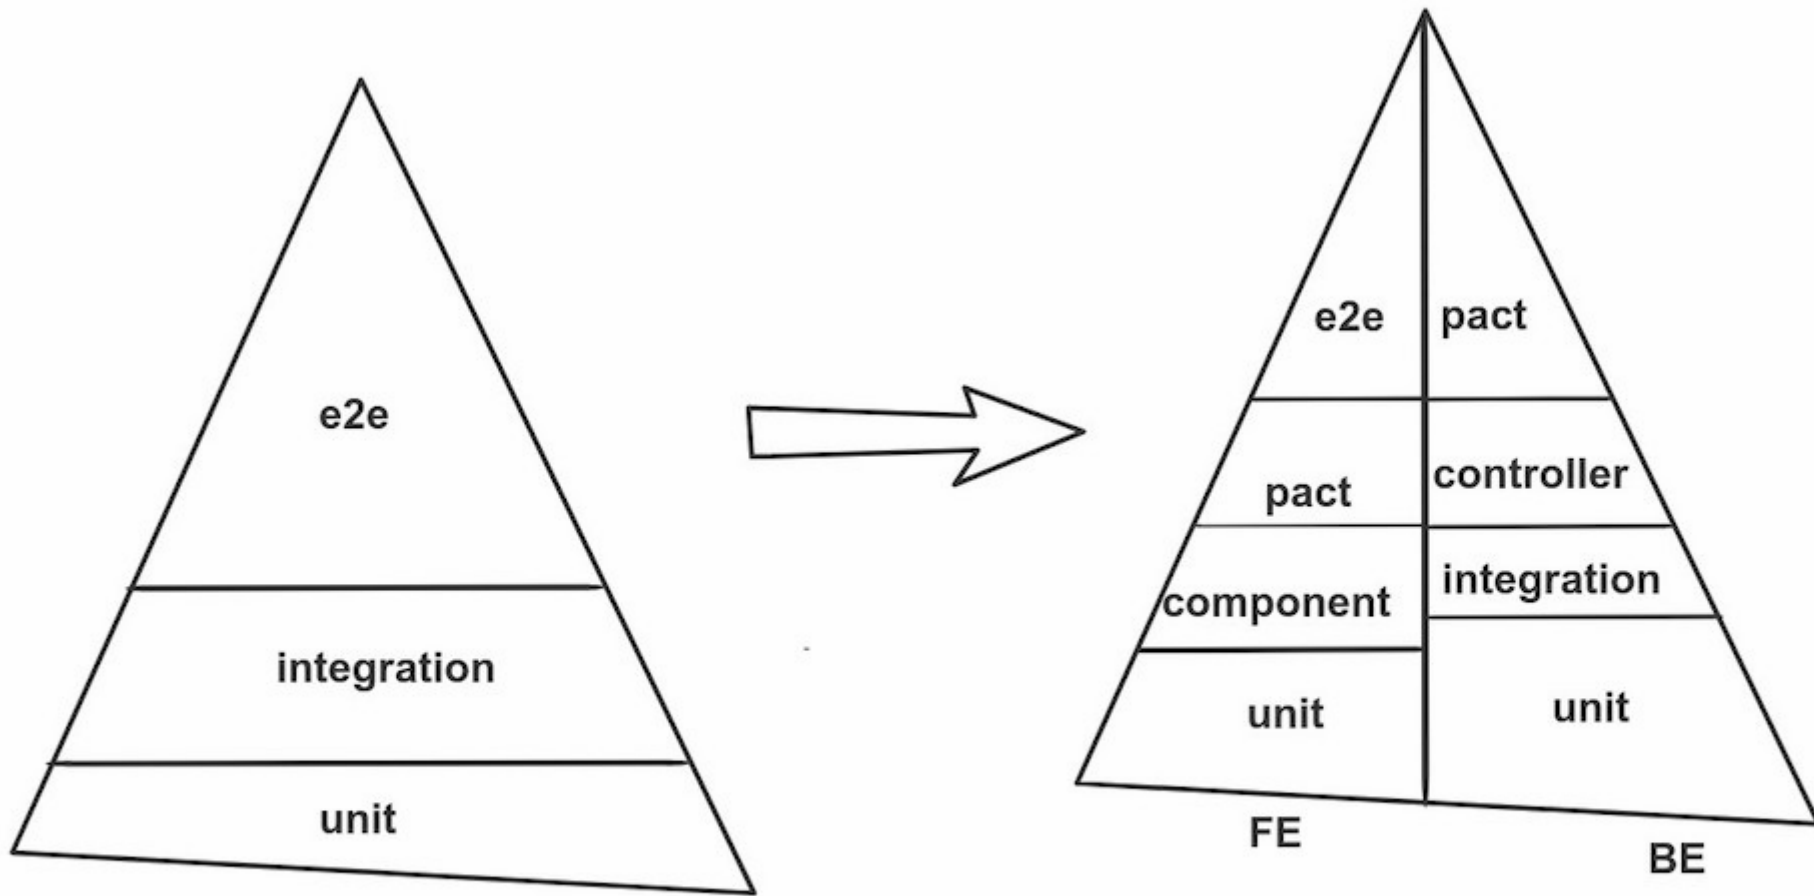 e2e
integration
unit
e2e
pact
component
unit
FE
pact
controller
integration
unit
BE